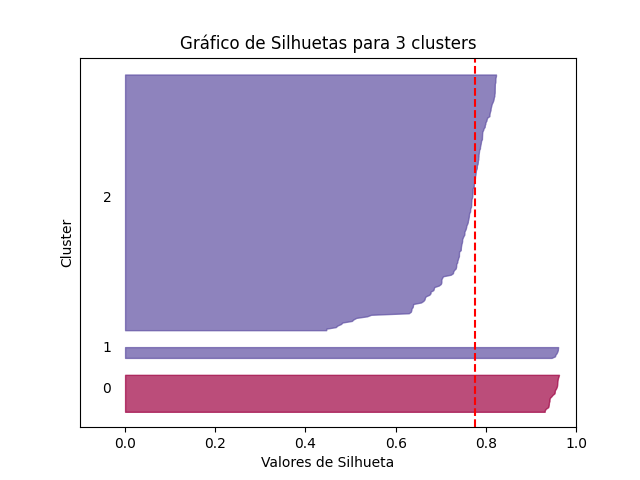 Gráfico de Silhuetas para 3 clusters
Cluster
2
1
0
0.0 0.2 0.4 0.6 0.8 1.0
Valores de Silhueta